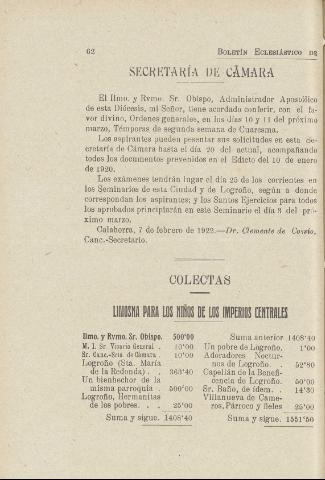 62 BOLETÍN ECLESIÁSTICO DE
SECRETARÍA DE CÁMARA
El Ilmo. y Rvmo. Sr. Obispo, Administrador Apostólico
de esta Diócesis, mi Señor, tiene acordado conferir, con el fa-
vor divino, Ordenes generales, en los días 10 y 11 del próximo
marzo, Témporas de segunda semana de Cuaresma.
Los aspirantes pueden presentar sus solicitudes en esta Se-
cretaría de Cámara hasta el día 20 del actual, acompañando
todos los documentos prevenidos en el Edicto del 10 de enero
de 1920.
Los exámenes tendrán lugar el día 25 de los corrientes en
los Seminarios de esta Ciudad y de Logroño, según a donde
correspondan los aspirantes; y los Santos Ejercicios para todos
los aprobados principiarán en este Seminario el día 3 del pró-
ximo marzo.
Calahorra, 7 de febrero de 1922.—Dr. Clemente de Cossío,
Canc.-Secretario.
COLECTAS
LIMOSNA PARA LOS NIÑOS DE LOS IMPERIOS CENTRALES
Ilmo. y Rvmo. Sr. Obispo. 500'00
M. I. Sr. Vicario General . 10'00
Sr. Canc.-Srio. de Cámara . 10'00
Logroño (Sta. María
de la Redonda) . . 363'40
Un bienhechor de la
misma parroquia . 500'00
Logroño, Hermanitas
de los pobres. . . 25'00
Suma y sigue. 1408'40
Suma anterior 1408'40
Un pobre de Logroño. 1'00
Adoradores Noctur-
nos de Logroño. . 52'80
Capellán de la Benefi-
cencia de Logroño. 50'00
Sr. Baño, de ídem. . 14'30
Villanueva de Came-
ros, Párroco y fieles 25'00
Suma y sigue. 1551'50